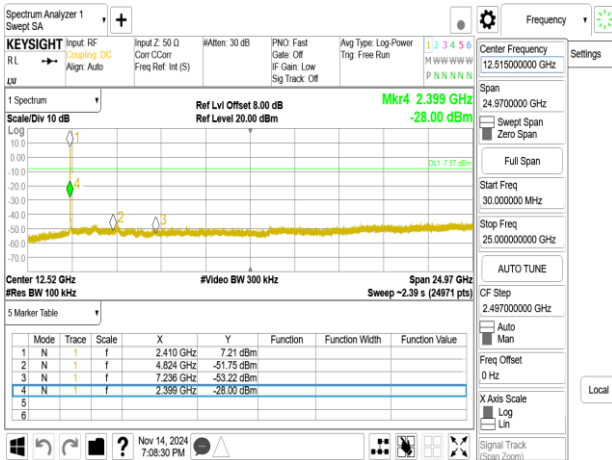 Spectrum Analyzer 1
Swept SA
+
Frequency
KEYSIGHT
RL
LXI
Input: RF
Coupling: DC
Align: Auto
Input Z: 50 Ω
Corr CCorr
Freq Ref: Int (S)
#Atten: 30 dB
PNO: Fast
Gate: Off
IF Gain: Low
Sig Track: Off
Avg Type: Log-Power
Trig: Free Run
1 2 3 4 5 6
M W W W W W
P N N N N N
Center Frequency
12.515000000 GHz
Settings
Span
24.9700000 GHz
Swept Span
Zero Span
Full Span
Start Freq
30.000000 MHz
Stop Freq
25.000000000 GHz
AUTO TUNE
CF Step
2.497000000 GHz
Auto
Man
Freq Offset
0 Hz
X Axis Scale
Log
Lin
Signal Track
(Span Zoom)
Local
1 Spectrum
Scale/Div 10 dB
Ref Lvl Offset 8.00 dB
Ref Level 20.00 dBm
Mkr4 2.399 GHz
-28.00 dBm
Log
10.0
0.00
-10.0
-20.0
-30.0
-40.0
-50.0
-60.0
-70.0
1
4
2
3
Center 12.52 GHz
#Res BW 100 kHz
#Video BW 300 kHz
Span 24.97 GHz
Sweep ~2.39 s (24971 pts)
5 Marker Table
Mode Trace Scale X Y Function Function Width Function Value
1 N 1 f 2.410 GHz 7.21 dBm
2 N 1 f 4.824 GHz -51.75 dBm
3 N 1 f 7.236 GHz -53.22 dBm
4 N 1 f 2.399 GHz -28.00 dBm
5
6
?
Nov 14, 2024
7:08:30 PM